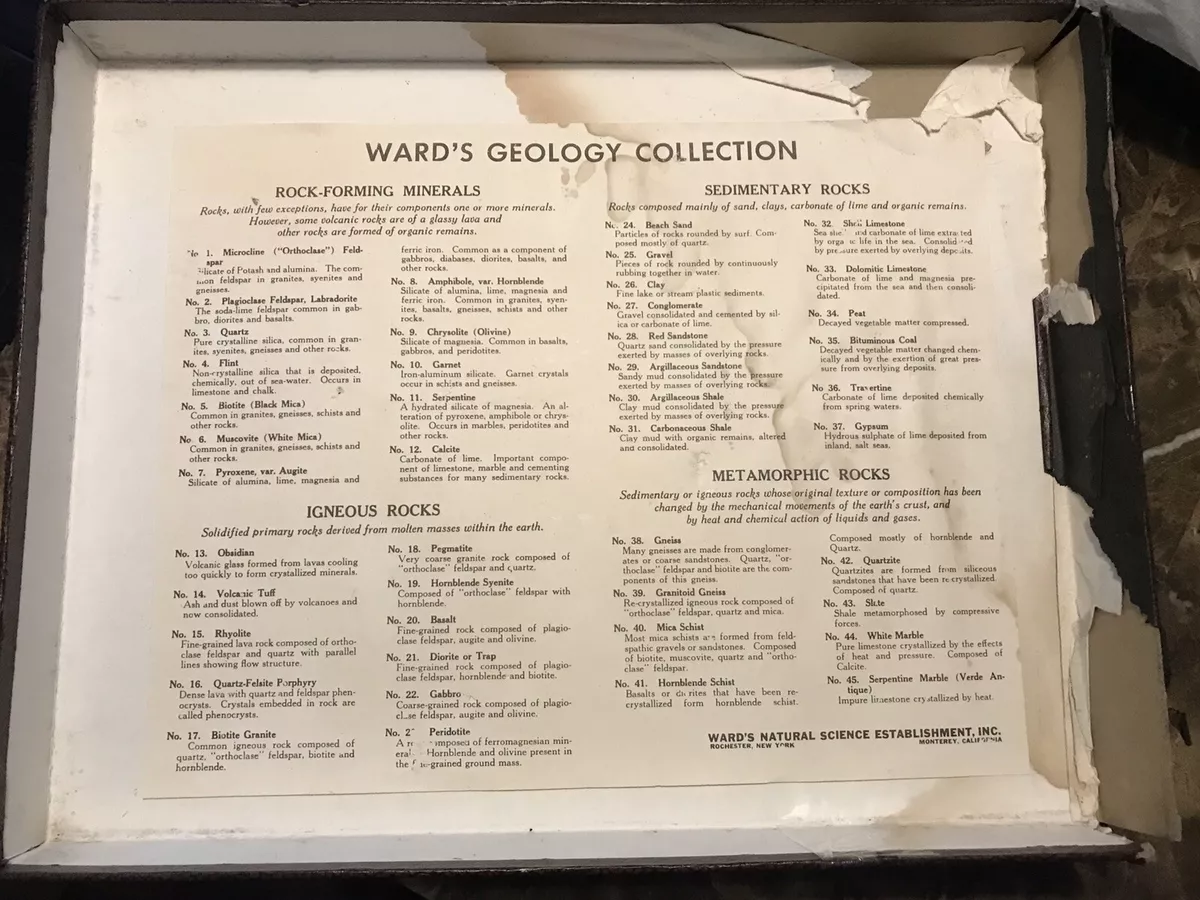 WARD'S GEOLOGY COLLECTION
ROCK-FORMING MINERALS
Rocks, with few exceptions, have for their components one or more minerals.
However, some volcanic rocks are of a glassy lava and
other rocks are formed of organic remains.
1. Microcline ("Orthoclase") Feld-
spar
of Potash and alumina. The com-
feldspar in granites, syenites and
gneisses.
No. 2. Plagioclase Feldspar, Labradorite
The soda-lime feldspar common in gab-
bro, diorites and basalts.
No. 3. Quartz
Pure crystalline silica, common in gran-
ites, syenites, gneisses and other rocks.
No. 4. Flint
Non-crystalline silica that is deposited,
chemically, out of sea-water. Occurs in
limestone and chalk.
No. 5. Biotite (Black Mica)
Common in granites, gneisses, schists and
other rocks.
No. 6. Muscovite (White Mica)
Common in granites, gneisses, schists and
other rocks.
No. 7. Pyroxene, var. Augite
Silicate of alumina, lime, magnesia and
ferric iron. Common as a component of
gabbros, diabases, diorites, basalts, and
other rocks.
No. 8. Amphibole, var. Hornblende
Silicate of alumina, lime, magnesia and
ferric iron. Common in granites, syen-
ites, basalts, gneisses, schists and other
rocks.
No. 9. Chrysolite (Olivine)
Silicate of magnesia. Common in basalts,
gabbros, and peridotites.
No. 10. Garnet
Iron-aluminum silicate. Garnet crystals
occur in schists and gneisses.
No. 11. Serpentine
A hydrated silicate of magnesia. An al-
teration of pyroxene, amphibole or chrys-
olite. Occurs in marbles, peridotites and
other rocks.
No. 12. Calcite
Carbonate of lime. Important compo-
nent of limestone, marble and cementing
substances for many sedimentary rocks.
IGNEOUS ROCKS
Solidified primary rocks derived from molten masses within the earth.
No. 13. Obsidian
Volcanic glass formed from lavas cooling
too quickly to form crystallized minerals.
No. 14. Volcanic Tuff
Ash and dust blown off by volcanoes and
now consolidated.
No. 15. Rhyolite
Fine-grained lava rock composed of ortho-
clase feldspar and quartz with parallel
lines showing flow structure.
No. 16. Quartz-Felsite Porphyry
Dense lava with quartz and feldspar phen-
ocrysts. Crystals embedded in rock are
called phenocrysts.
No. 17. Biotite Granite
Common igneous rock composed of
quartz, "orthoclase" feldspar, biotite and
hornblende.
No. 18. Pegmatite
Very coarse granite rock composed of
"orthoclase" feldspar and quartz.
No. 19. Hornblende Syenite
Composed of "orthoclase" feldspar with
hornblende.
No. 20. Basalt
Fine-grained rock composed of plagio-
clase feldspar, augite and olivine.
No. 21. Diorite or Trap
Fine-grained rock composed of plagio-
clase feldspar, hornblende and biotite.
No. 22. Gabbro
Coarse-grained rock composed of plagio-
clase feldspar, augite and olivine.
No. Peridotite
A of ferromagnesian min-
Hornblende and olivine present in
the ground mass.
SEDIMENTARY ROCKS
Rocks composed mainly of sand, clays, carbonate of lime and organic remains.
No. 24. Beach Sand
Particles of rocks rounded by surf. Com-
posed mostly of quartz.
No. 25. Gravel
Pieces of rock rounded by continuously
rubbing together in water.
No. 26. Clay
Fine lake or stream plastic sediments.
No. 27. Conglomerate
Gravel consolidated and cemented by sil-
ica or carbonate of lime.
No. 28. Red Sandstone
Quartz sand consolidated by the pressure
exerted by masses of overlying rocks.
No. 29. Argillaceous Sandstone
Sandy mud consolidated by the pressure
exerted by masses of overlying rocks.
No. 30. Argillaceous Shale
Clay mud consolidated by the pressure
exerted by masses of overlying rocks.
No. 31. Carbonaceous Shale
Clay mud with organic remains, altered
and consolidated.
No. 32. Shell Limestone
Sea and carbonate of lime extracted
by organic life in the sea. Consolidated
by pressure exerted by overlying deposits.
No. 33. Dolomitic Limestone
Carbonate of lime and magnesia pre-
cipitated from the sea and then consoli-
dated.
No. 34. Peat
Decayed vegetable matter compressed.
No. 35. Bituminous Coal
Decayed vegetable matter changed chem-
ically and by the exertion of great pres-
sure from overlying deposits.
No 36. Travertine
Carbonate of lime deposited chemically
from spring waters.
No. 37. Gypsum
Hydrous sulphate of lime deposited from
inland, salt seas.
METAMORPHIC ROCKS
Sedimentary or igneous rocks whose original texture or composition has been
changed by the mechanical movements of the earth's crust, and
by heat and chemical action of liquids and gases.
No. 38. Gneiss
Many gneisses are made from conglomer-
ates or coarse sandstones. Quartz, "or-
thoclase" feldspar and biotite are the com-
ponents of this gneiss.
No. 39. Granitoid Gneiss
Re-crystallized igneous rock composed of
"orthoclase" feldspar, quartz and mica.
No. 40. Mica Schist
Most mica schists are formed from feld-
spathic gravels or sandstones. Composed
of biotite, muscovite, quartz and "ortho-
clase" feldspar.
No. 41. Hornblende Schist
Basalts or diorites that have been re-
crystallized form hornblende schist.
Composed mostly of hornblende and
Quartz.
No. 42. Quartzite
Quartzites are formed from siliceous
sandstones that have been recrystallized.
Composed of quartz.
No. 43. Slate
Shale metamorphosed by compressive
forces.
No. 44. White Marble
Pure limestone crystallized by the effects
of heat and pressure. Composed of
Calcite.
No. 45. Serpentine Marble (Verde An-
tique)
Impure limestone crystallized by heat.
WARD'S NATURAL SCIENCE ESTABLISHMENT, INC.
ROCHESTER, NEW YORK MONTEREY, CALIFORNIA